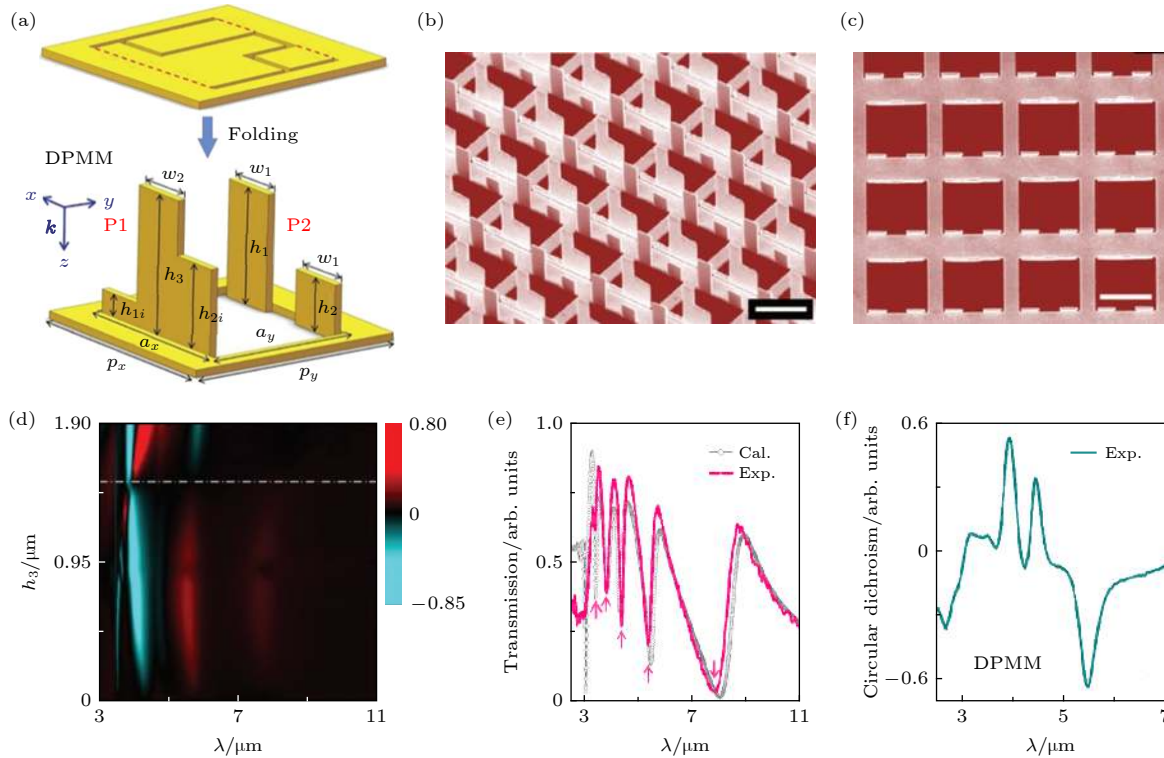 (a)
(b)
(c)
Folding
DPMM
x
y
k
z
P1
P2
w2
w1
h3
h1
w1
h1i
h2i
h2
ax
ay
px
py
(d)
(e)
(f)
1.90
0.95
0
h3/μm
3
7
11
λ/μm
0.80
0
−0.85
1.0
0.5
0
Transmission/arb. units
Cal.
Exp.
3
7
11
λ/μm
0.6
0
−0.6
Circular dichroism/arb. units
Exp.
DPMM
3
5
7
λ/μm